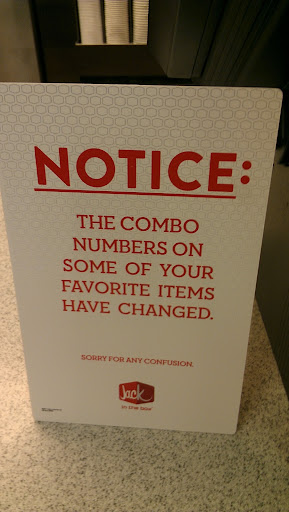 NOTICE:
THE COMBO
NUMBERS ON
SOME OF YOUR
FAVORITE ITEMS
HAVE CHANGED.
SORRY FOR ANY CONFUSION.
Jack
in the box